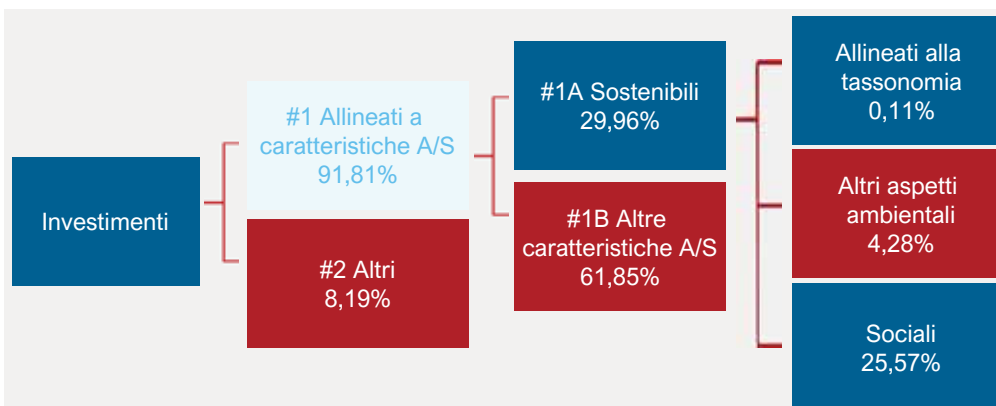 Investimenti
#1 Allineati a
caratteristiche A/S
91,81%
#2 Altri
8,19%
#1A Sostenibili
29,96%
#1B Altre
caratteristiche A/S
61,85%
Allineati alla
tassonomia
0,11%
Altri aspetti
ambientali
4,28%
Sociali
25,57%